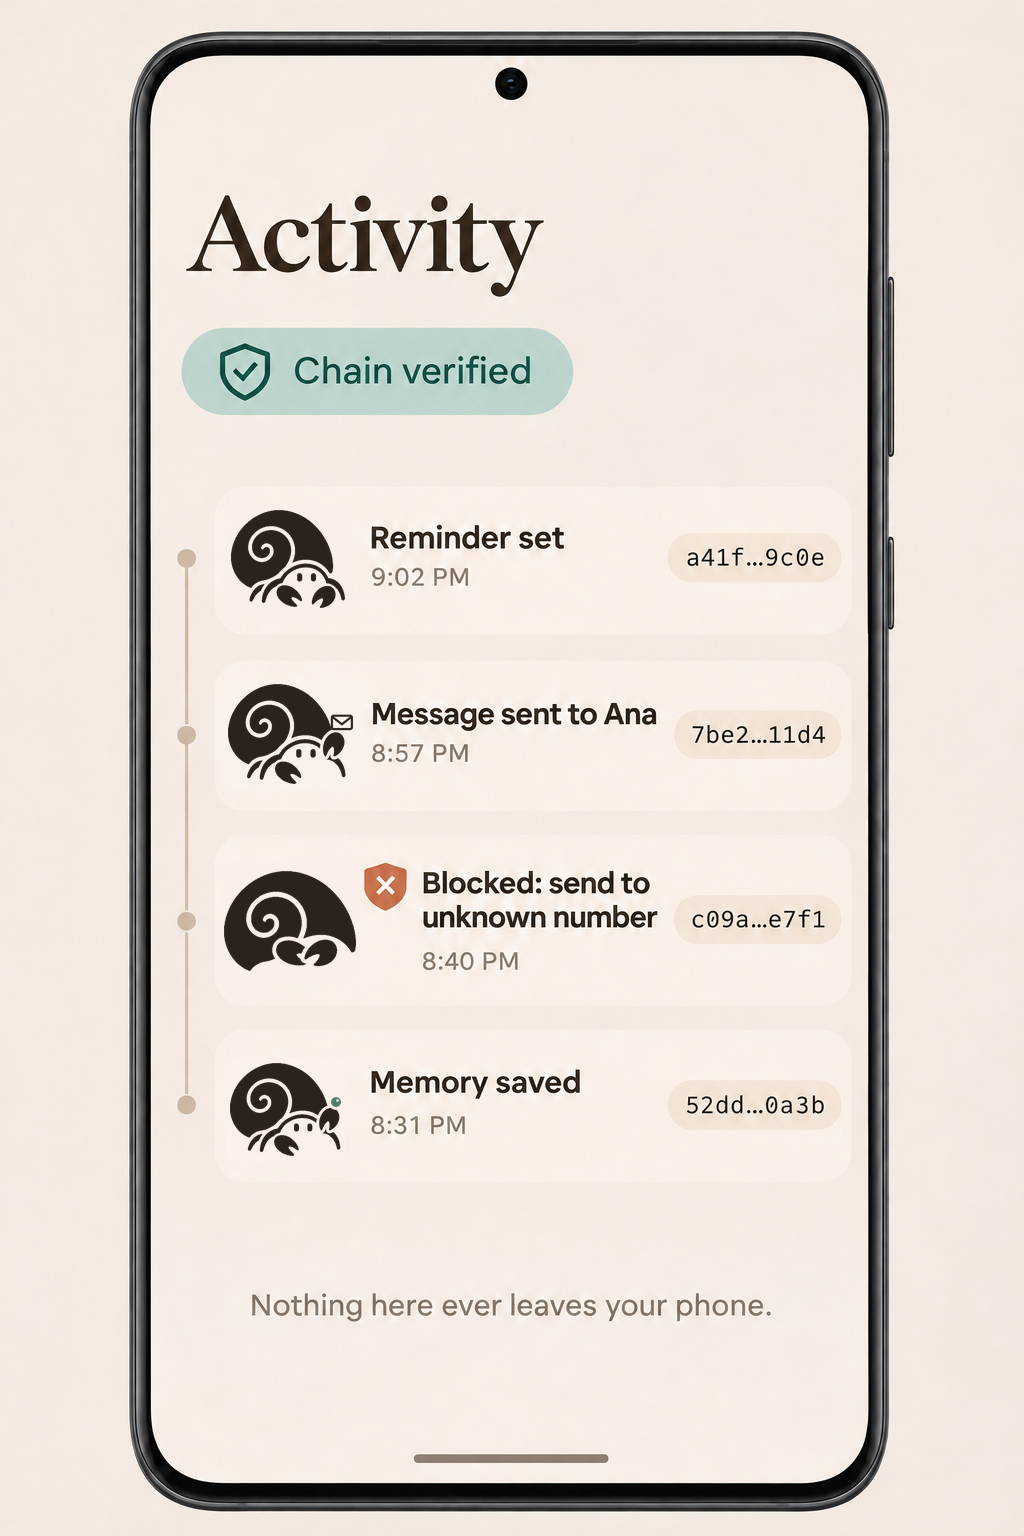 Activity
Chain verified
Reminder set
9:02 PM
a41f...9c0e
Message sent to Ana
8:57 PM
7be2...11d4
Blocked: send to
unknown number
8:40 PM
c09a...e7f1
Memory saved
8:31 PM
52dd...0a3b
Nothing here ever leaves your phone.